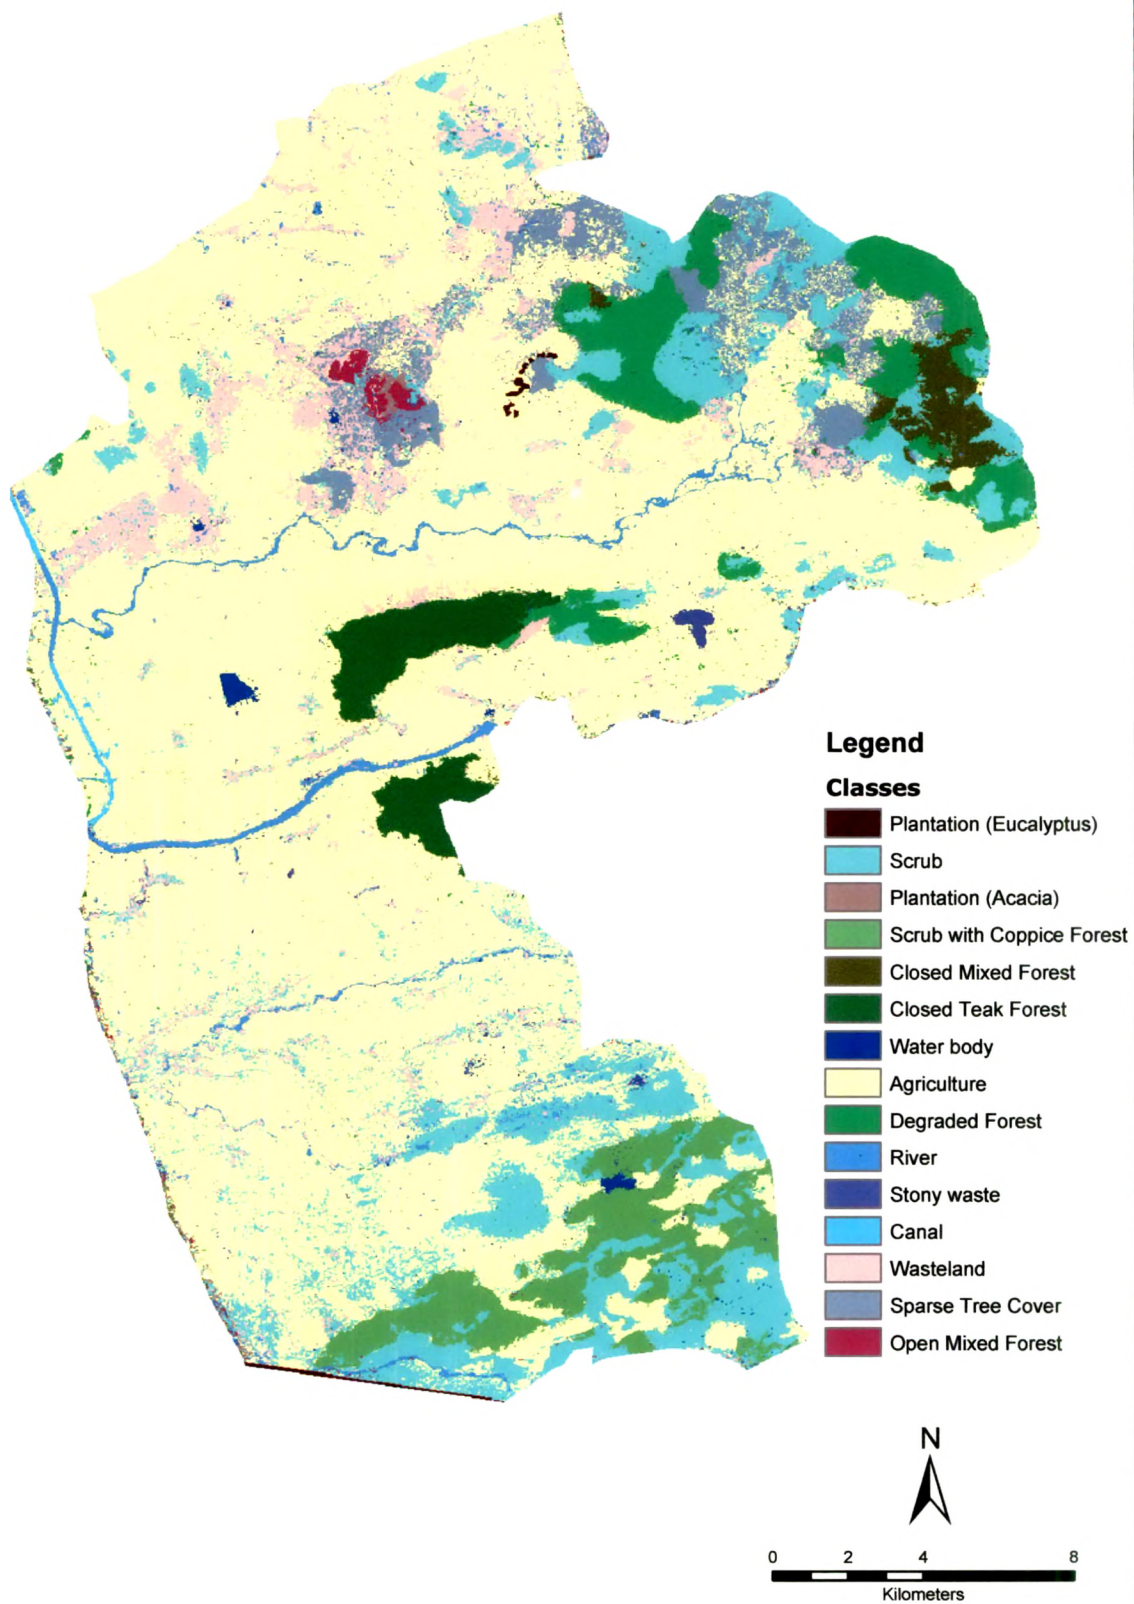 Legend
Classes
Plantation (Eucalyptus)
Scrub
Plantation (Acacia)
Scrub with Coppice Forest
Closed Mixed Forest
Closed Teak Forest
Water body
Agriculture
Degraded Forest
River
Stony waste
Canal
Wasteland
Sparse Tree Cover
Open Mixed Forest
N
0 2 4 8
Kilometers